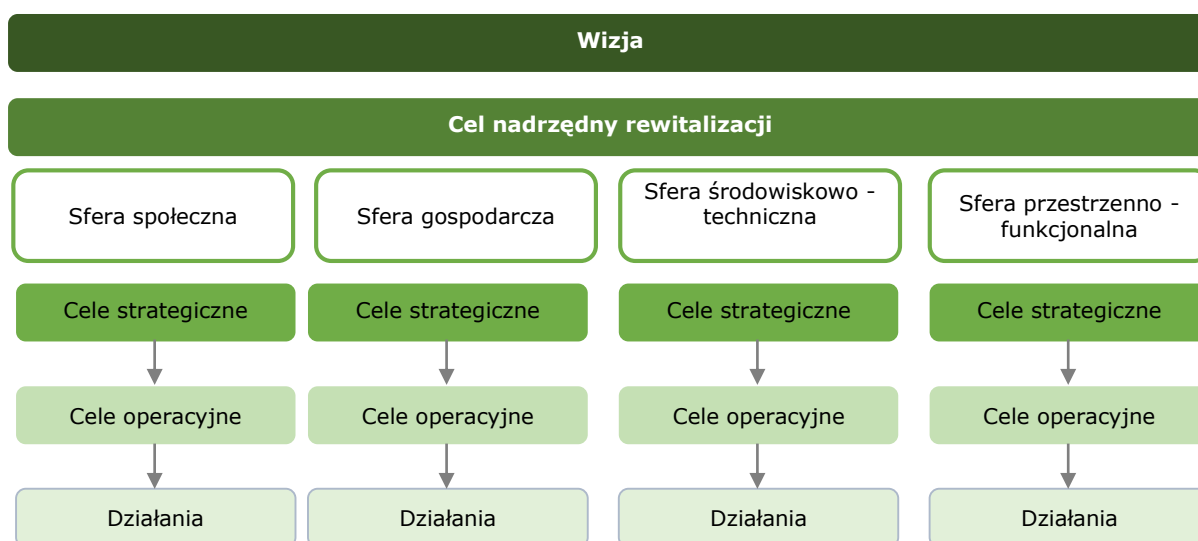 Wizja
Cel nadrzędny rewitalizacji
Sfera społeczna
Sfera gospodarcza
Sfera środowiskowo -
techniczna
Sfera przestrzenno -
funkcjonalna
Cele strategiczne
Cele strategiczne
Cele strategiczne
Cele strategiczne
Cele operacyjne
Cele operacyjne
Cele operacyjne
Cele operacyjne
Działania
Działania
Działania
Działania